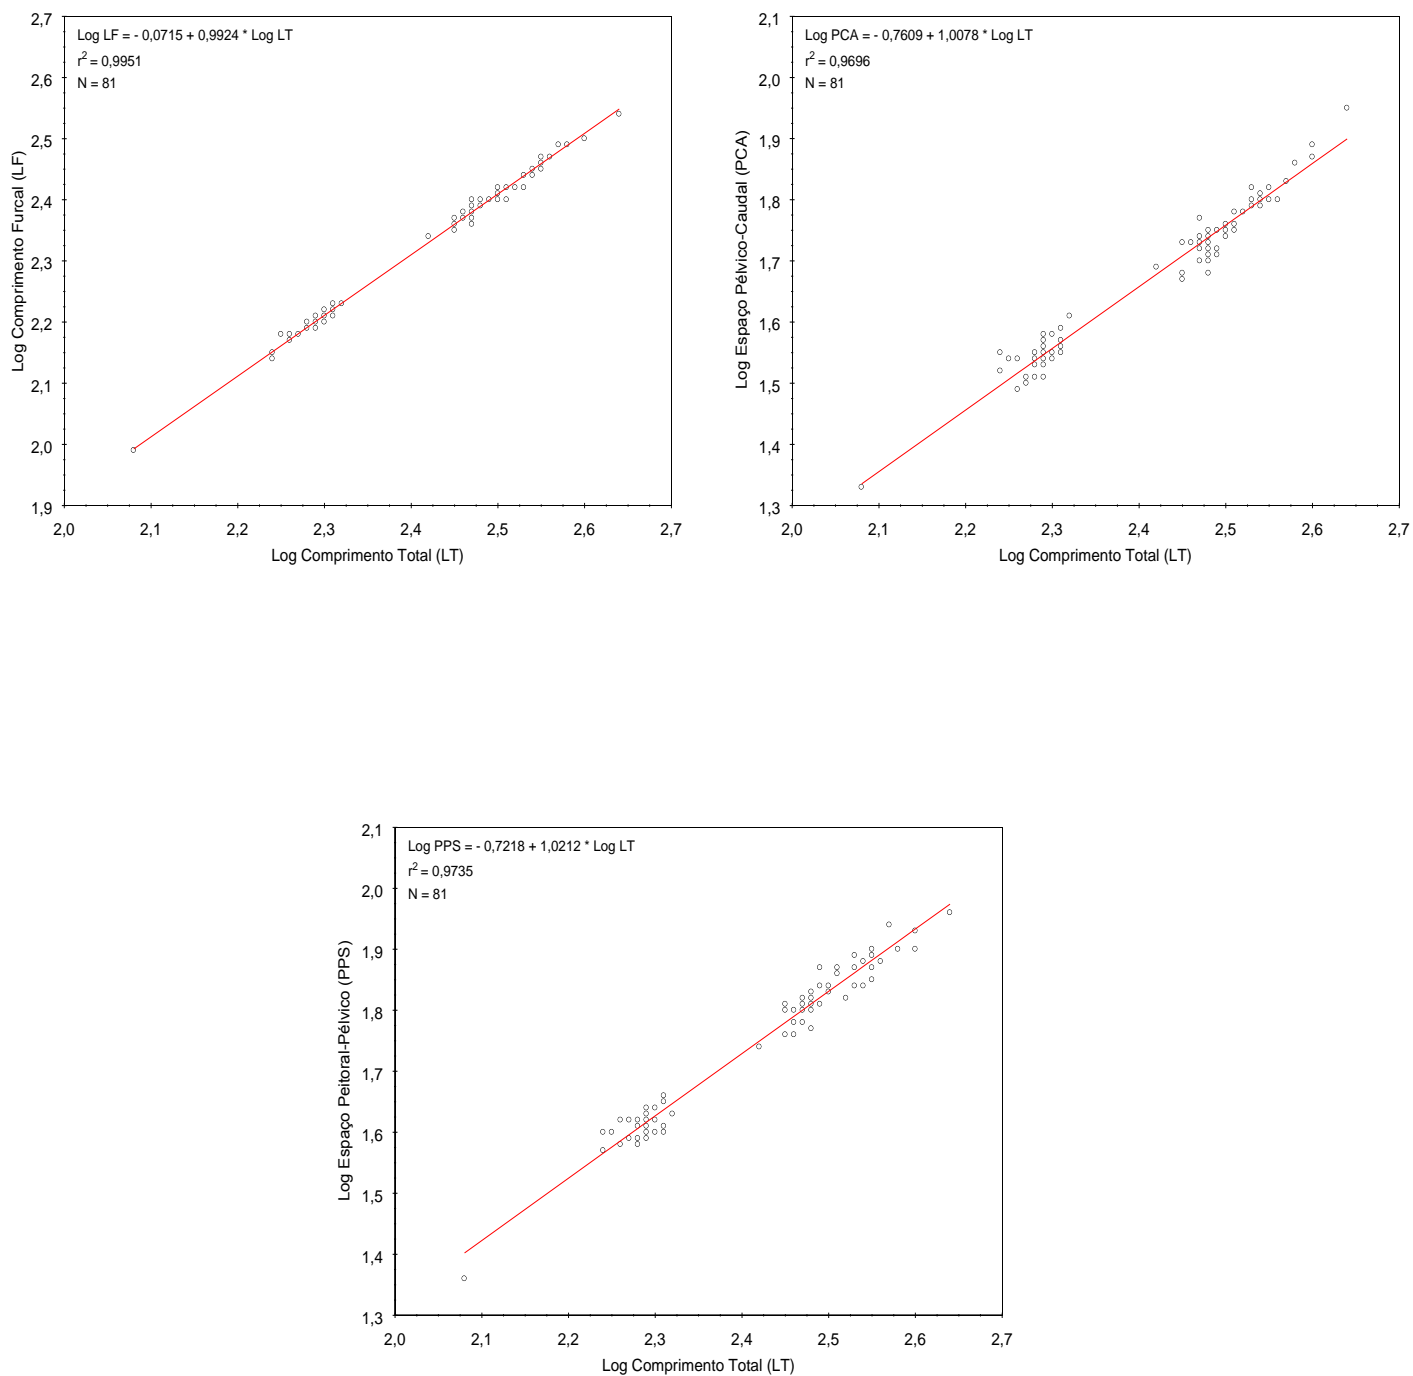 Log LF = - 0,0715 + 0,9924 * Log LT
r² = 0,9951
N = 81
2,7
2,6
2,5
2,4
2,3
2,2
2,1
2,0
1,9
Log Comprimento Furcal (LF)
2,0 2,1 2,2 2,3 2,4 2,5 2,6 2,7
Log Comprimento Total (LT)
Log PCA = - 0,7609 + 1,0078 * Log LT
r² = 0,9696
N = 81
2,1
2,0
1,9
1,8
1,7
1,6
1,5
1,4
1,3
Log Espaço Pélvico-Caudal (PCA)
2,0 2,1 2,2 2,3 2,4 2,5 2,6 2,7
Log Comprimento Total (LT)
Log PPS = - 0,7218 + 1,0212 * Log LT
r² = 0,9735
N = 81
2,1
2,0
1,9
1,8
1,7
1,6
1,5
1,4
1,3
Log Espaço Peitoral-Pélvico (PPS)
2,0 2,1 2,2 2,3 2,4 2,5 2,6 2,7
Log Comprimento Total (LT)